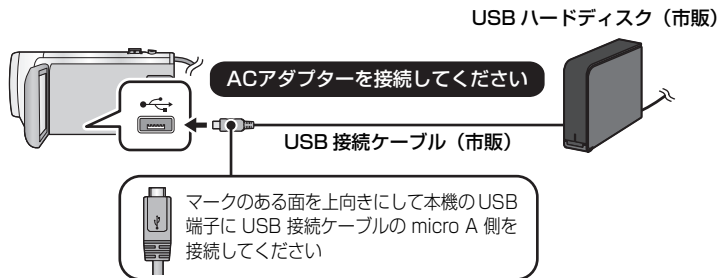 USB ハードディスク（市販）
ACアダプターを接続してください
USB 接続ケーブル（市販）
マークのある面を上向きにして本機のUSB
端子に USB 接続ケーブルの micro A 側を
接続してください